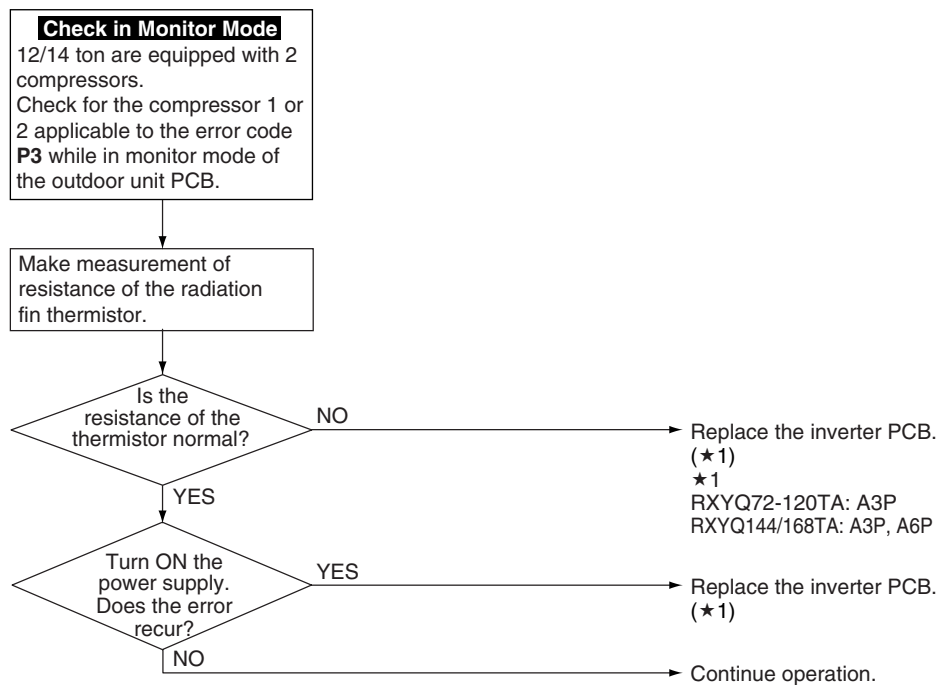 Check in Monitor Mode
12/14 ton are equipped with 2
compressors.
Check for the compressor 1 or
2 applicable to the error code
P3 while in monitor mode of
the outdoor unit PCB.
Make measurement of
resistance of the radiation
fin thermistor.
Is the
resistance of the
thermistor normal?
NO
Replace the inverter PCB.
(★1)
★1
RXYQ72-120TA: A3P
RXYQ144/168TA: A3P, A6P
YES
Turn ON the
power supply.
Does the error
recur?
YES
Replace the inverter PCB.
(★1)
NO
Continue operation.